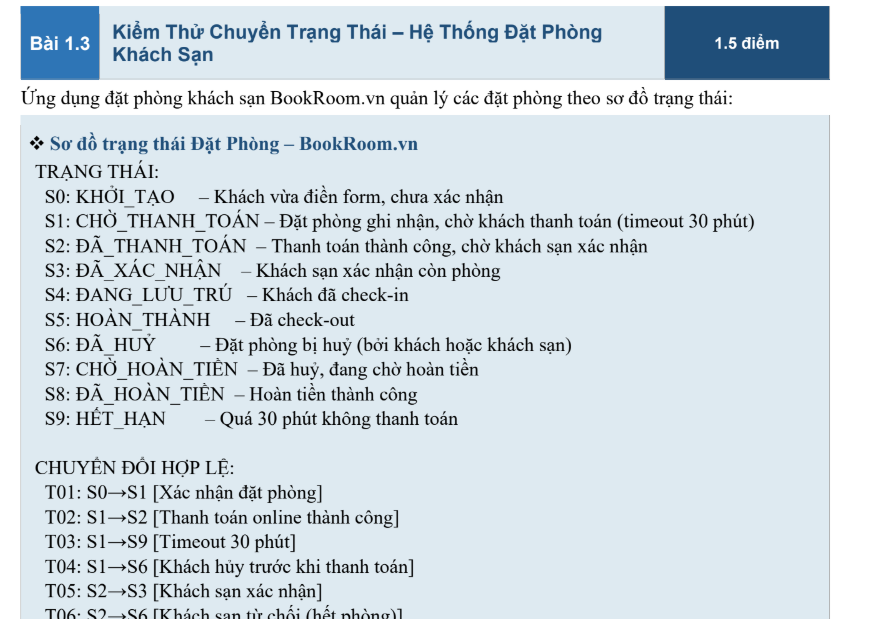 Bài 1.3
Kiểm Thử Chuyển Trạng Thái – Hệ Thống Đặt Phòng
Khách Sạn
1.5 điểm
Ứng dụng đặt phòng khách sạn BookRoom.vn quản lý các đặt phòng theo sơ đồ trạng thái:
❖ Sơ đồ trạng thái Đặt Phòng – BookRoom.vn
TRẠNG THÁI:
S0: KHỞI_TẠO – Khách vừa điền form, chưa xác nhận
S1: CHỜ_THANH_TOÁN – Đặt phòng ghi nhận, chờ khách thanh toán (timeout 30 phút)
S2: ĐÃ_THANH_TOÁN – Thanh toán thành công, chờ khách sạn xác nhận
S3: ĐÃ_XÁC_NHẬN – Khách sạn xác nhận còn phòng
S4: ĐANG_LƯU_TRÚ – Khách đã check-in
S5: HOÀN_THÀNH – Đã check-out
S6: ĐÃ_HUỶ – Đặt phòng bị huỷ (bởi khách hoặc khách sạn)
S7: CHỜ_HOÀN_TIỀN – Đã huỷ, đang chờ hoàn tiền
S8: ĐÃ_HOÀN_TIỀN – Hoàn tiền thành công
S9: HẾT_HẠN – Quá 30 phút không thanh toán
CHUYỂN ĐỔI HỢP LỆ:
T01: S0→S1 [Xác nhận đặt phòng]
T02: S1→S2 [Thanh toán online thành công]
T03: S1→S9 [Timeout 30 phút]
T04: S1→S6 [Khách hủy trước khi thanh toán]
T05: S2→S3 [Khách sạn xác nhận]
T06: S2→S6 [Khách sạn từ chối (hết phòng)]